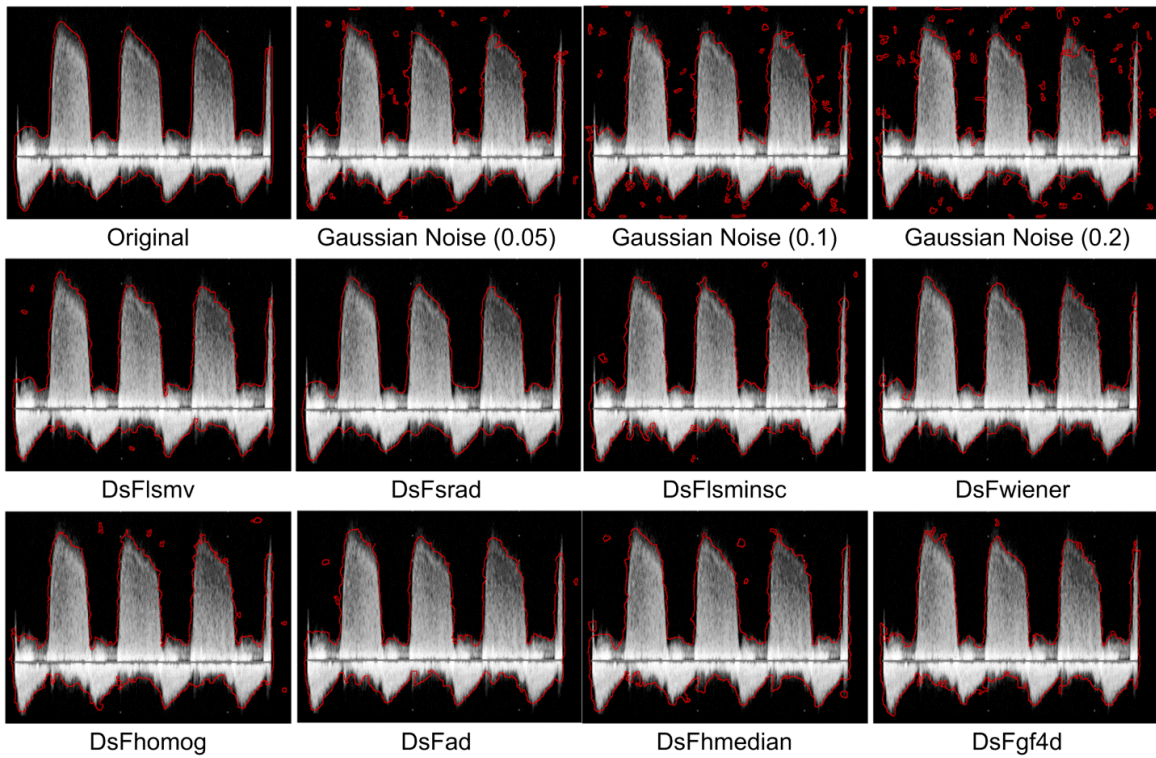 Original
Gaussian Noise (0.05)
Gaussian Noise (0.1)
Gaussian Noise (0.2)
DsFlsmv
DsFsrad
DsFlsminsc
DsFwiener
DsFhomog
DsFad
DsFhmedian
DsFgf4d